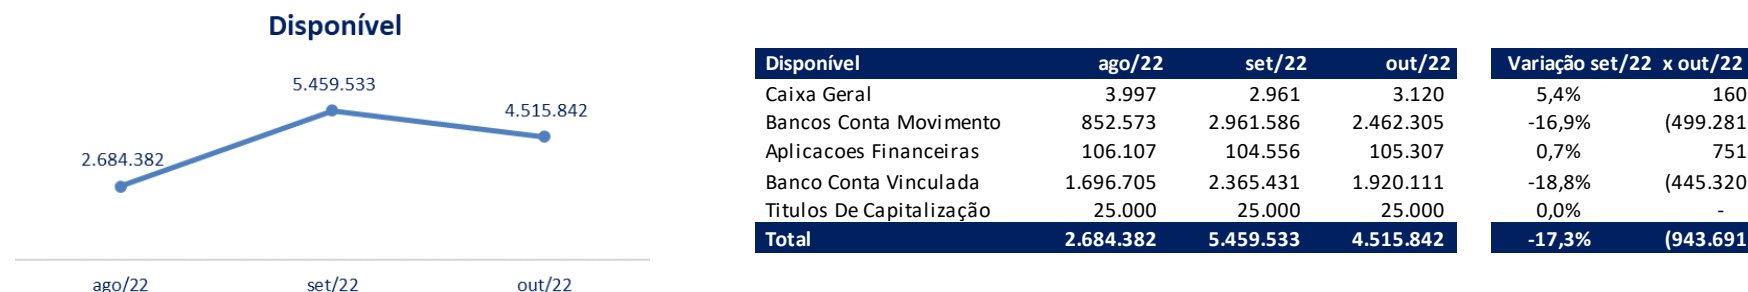 Disponível
5.459.533
4.515.842
2.684.382
ago/22 set/22 out/22
Disponível ago/22 set/22 out/22 Variação set/22 x out/22
Caixa Geral 3.997 2.961 3.120 5,4% 160
Bancos Conta Movimento 852.573 2.961.586 2.462.305 -16,9% (499.281
Aplicacoes Financeiras 106.107 104.556 105.307 0,7% 751
Banco Conta Vinculada 1.696.705 2.365.431 1.920.111 -18,8% (445.320
Titulos De Capitalização 25.000 25.000 25.000 0,0% -
Total 2.684.382 5.459.533 4.515.842 -17,3% (943.691